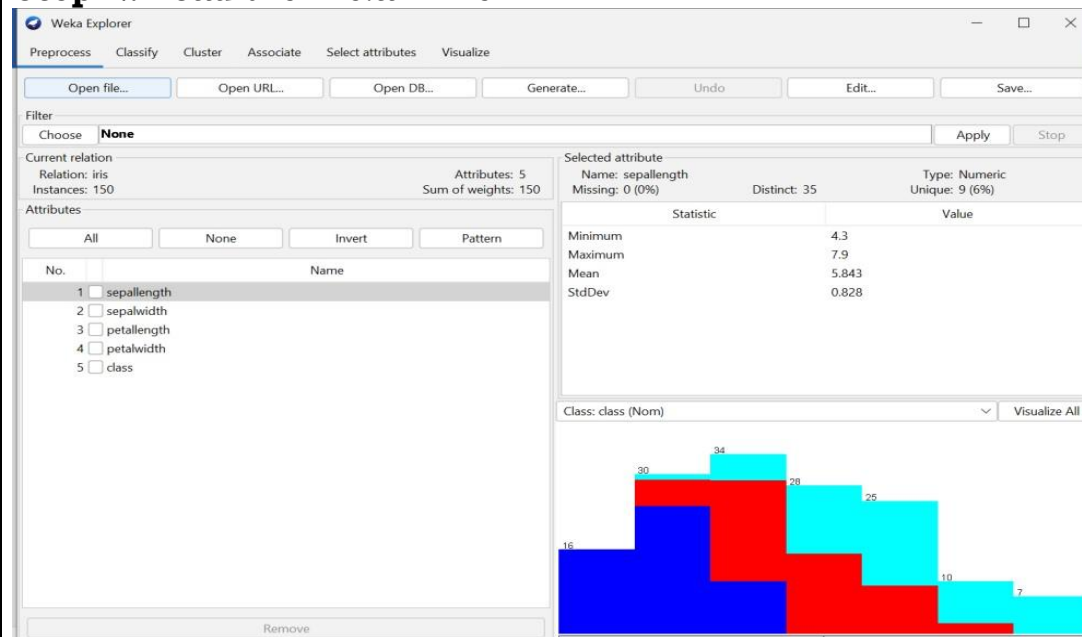 Weka Explorer
Preprocess Classify Cluster Associate Select attributes Visualize
Open file... Open URL... Open DB... Generate... Undo Edit... Save...
Filter
Choose None Apply Stop
Current relation
Relation: iris Attributes: 5
Instances: 150 Sum of weights: 150
Attributes
All None Invert Pattern
No. Name
1 sepallength
2 sepalwidth
3 petallength
4 petalwidth
5 class
Remove
Selected attribute
Name: sepallength Type: Numeric
Missing: 0 (0%) Distinct: 35 Unique: 9 (6%)
Statistic Value
Minimum 4.3
Maximum 7.9
Mean 5.843
StdDev 0.828
Class: class (Nom) Visualize All
16 30 34 28 25 10 7